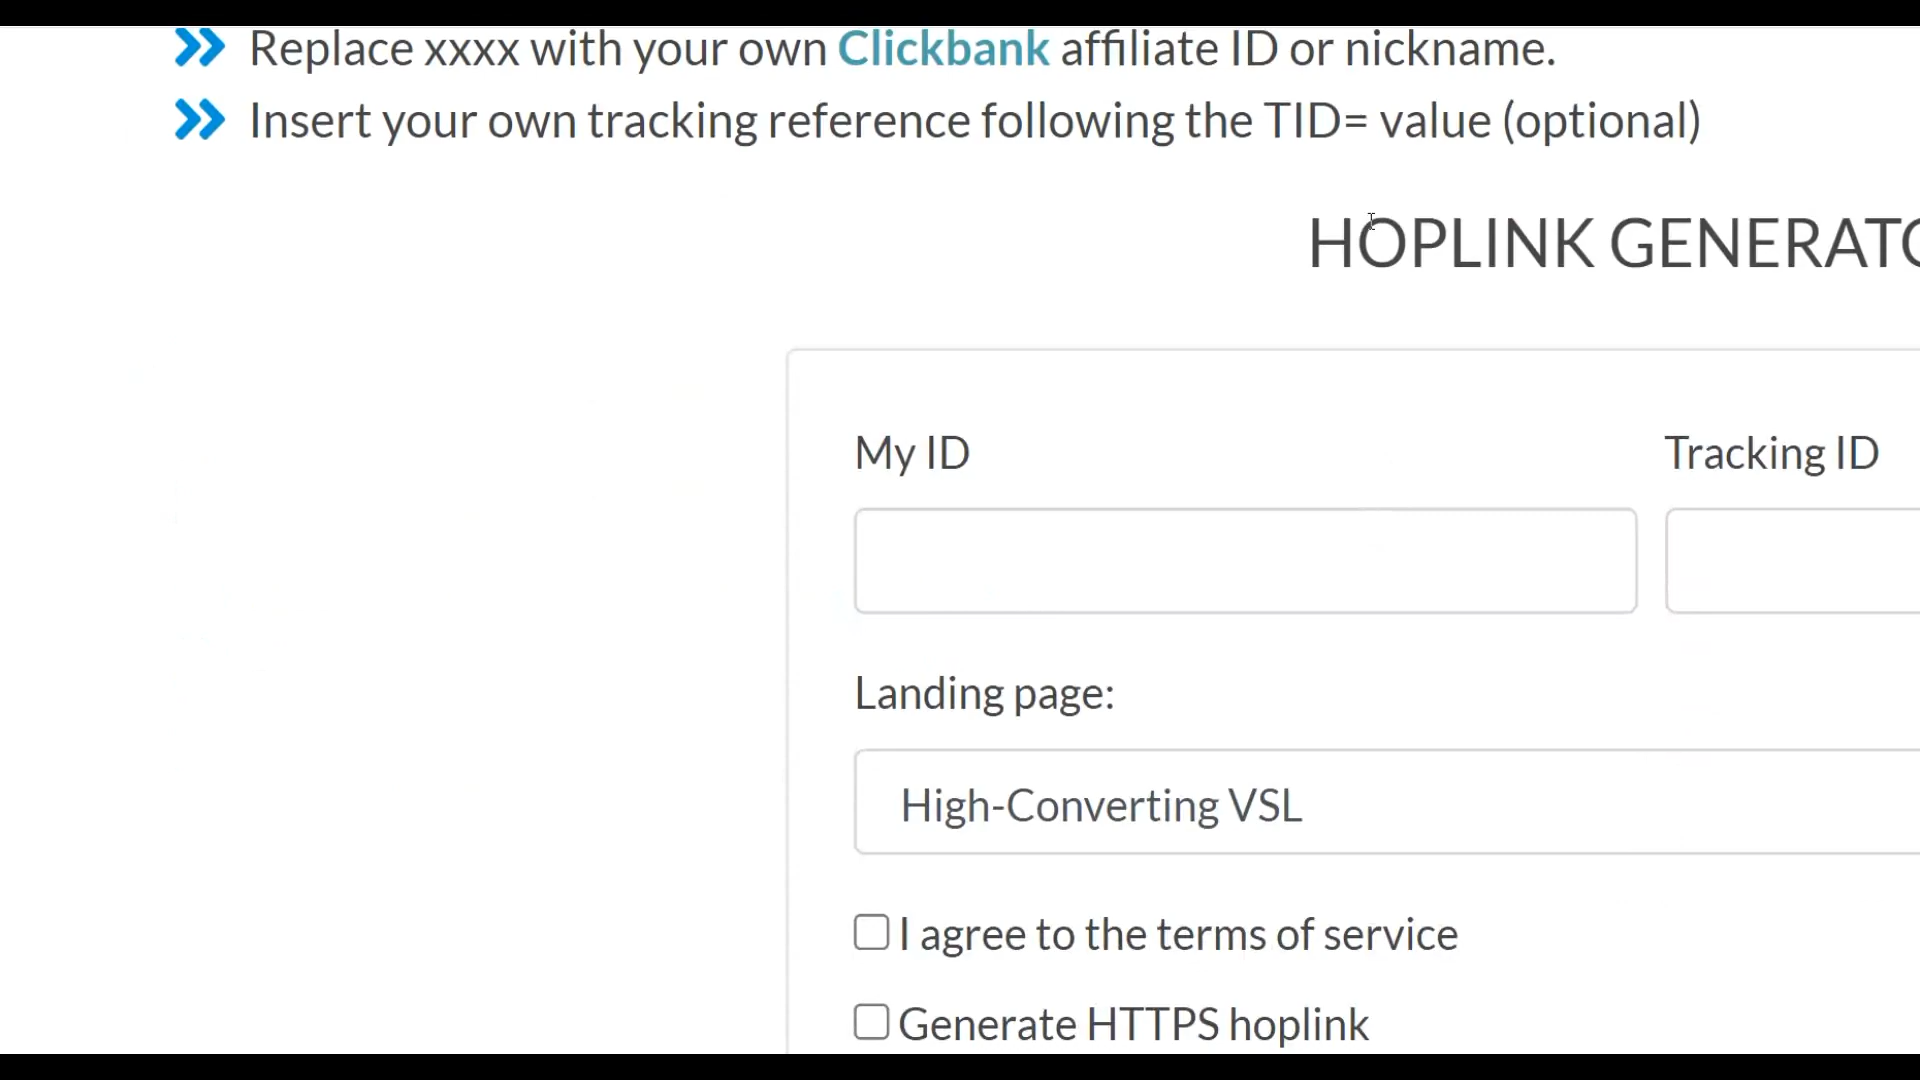 Replace xxxx with your own Clickbank affiliate ID or nickname.
Insert your own tracking reference following the TID= value (optional)
HOPLINK GENERATO
My ID
Tracking ID
Landing page:
High-Converting VSL
I agree to the terms of service
Generate HTTPS hoplink